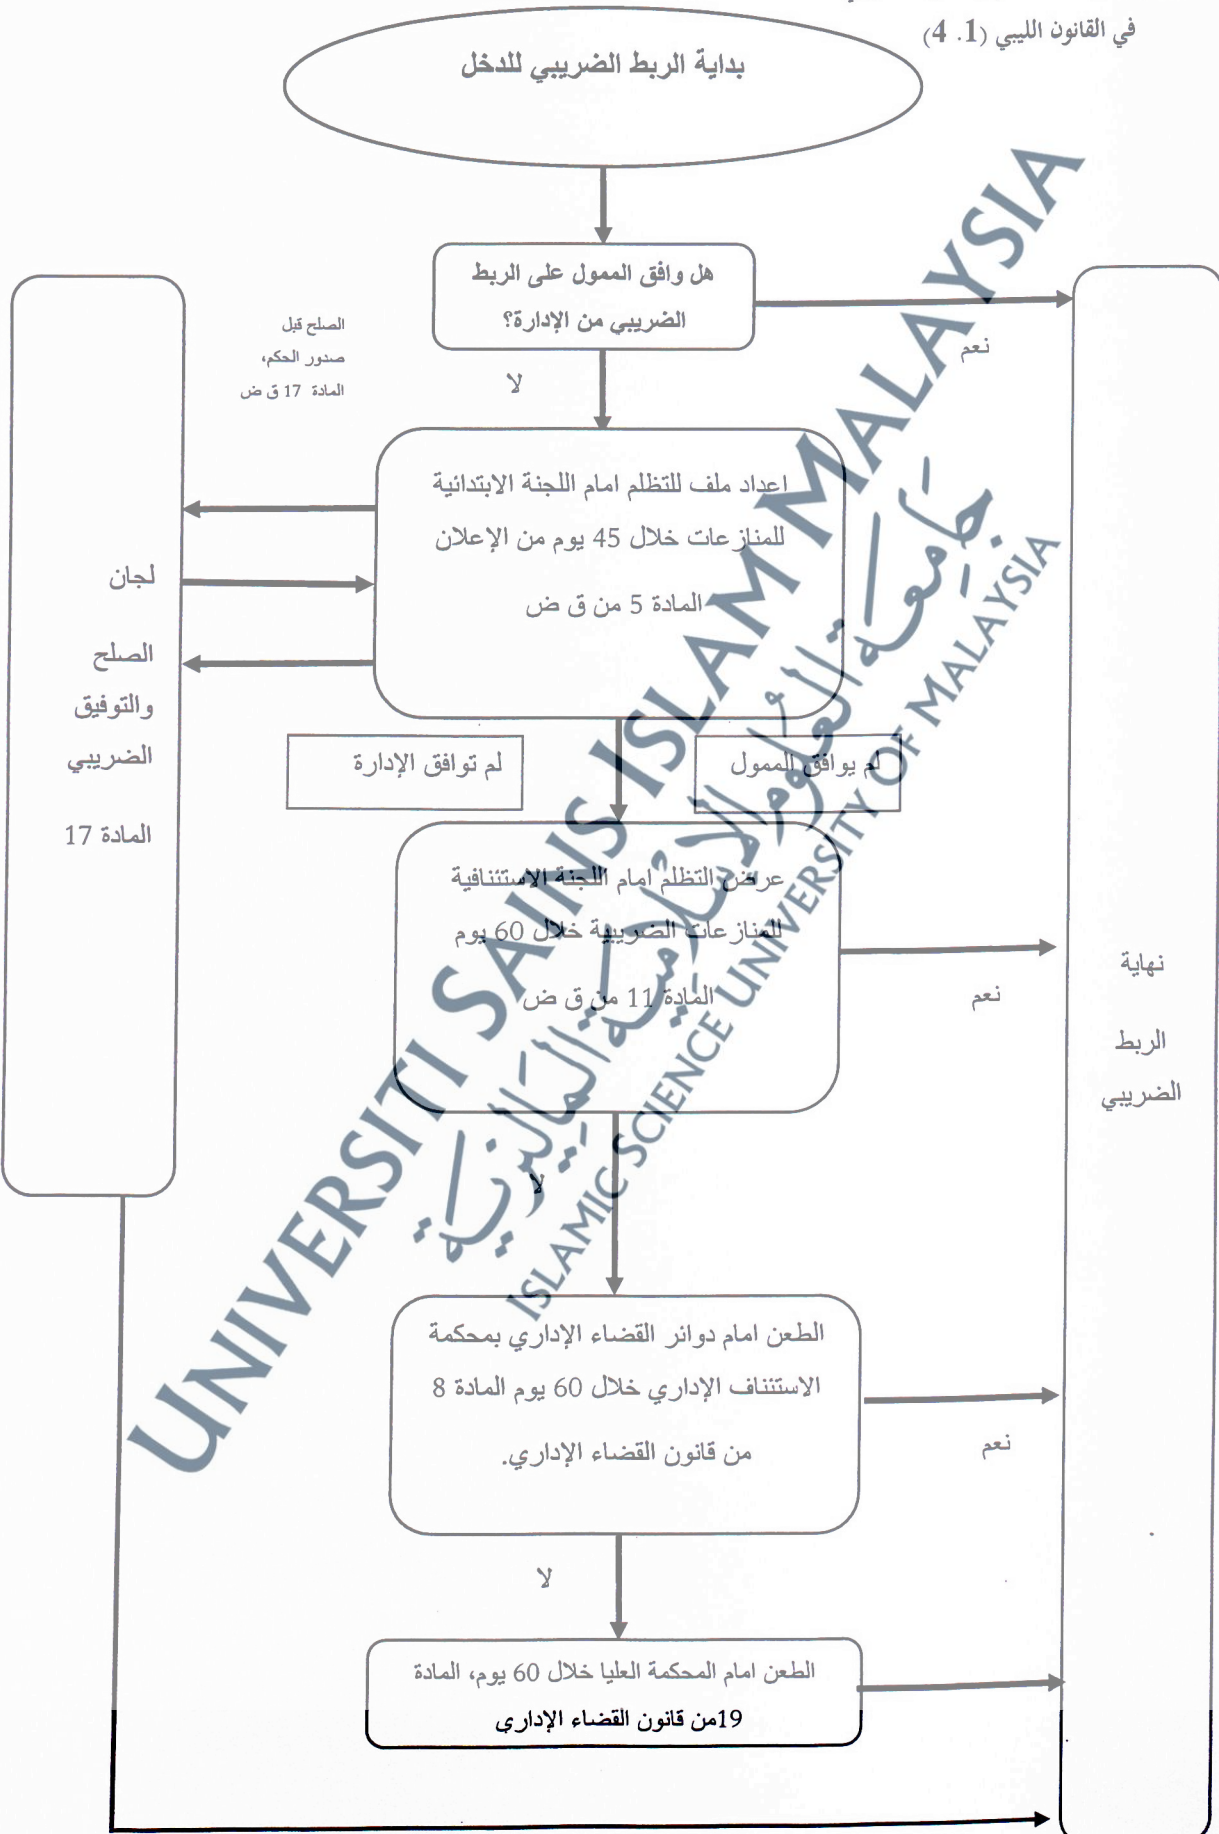 في القانون الليبي (1. 4)
بداية الربط الضريبي للدخل
هل وافق الممول على الربط
الضريبي من الإدارة؟
نعم
لا
الصلح قبل
صدور الحكم،
المادة 17 ق ض
اعداد ملف للتظلم امام اللجنة الابتدائية
للمنازعات خلال 45 يوم من الإعلان
المادة 5 من ق ض
لجان
الصلح
والتوفيق
الضريبي
المادة 17
لم يوافق الممول
لم توافق الإدارة
عرض التظلم امام اللجنة الاستئنافية
للمنازعات الضريبية خلال 60 يوم
المادة 11 من ق ض
نعم
لا
نهاية
الربط
الضريبي
الطعن امام دوائر القضاء الإداري بمحكمة
الاستئناف الإداري خلال 60 يوم المادة 8
من قانون القضاء الإداري.
نعم
لا
الطعن امام المحكمة العليا خلال 60 يوم، المادة
19من قانون القضاء الإداري
UNIVERSITI SAINS ISLAM MALAYSIA
جامعة العلوم الإسلامية الماليزية
ISLAMIC SCIENCE UNIVERSITY OF MALAYSIA